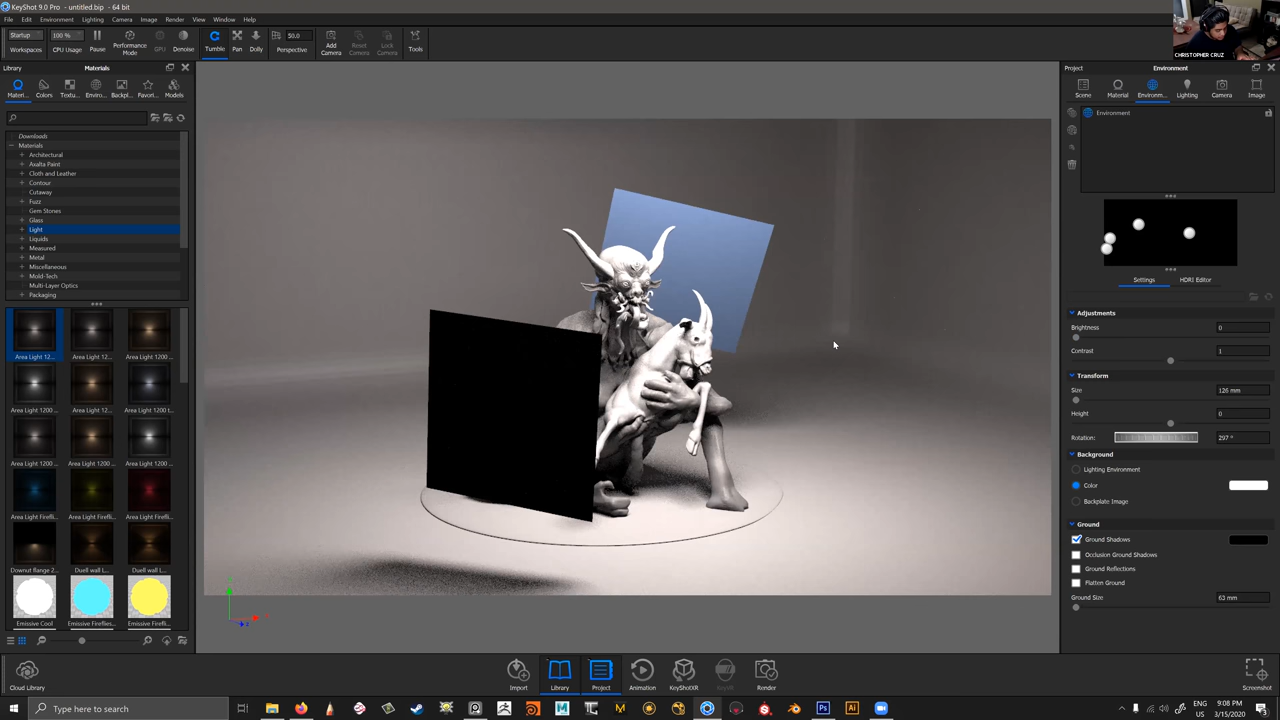 KeyShot 9.0 Pro - untitled.bip - 64 bit
File Edit Environment Lighting Camera Image Render View Window Help
Startup
Workspaces
100 %
CPU Usage
Pause
Performance
Mode
GPU
Denoise
Tumble
Pan
Dolly
Perspective
50.0
Add
Camera
Reset
Camera
Lock
Camera
Tools
CHRISTOPHER CRUZ
Library
Materials
Materi...
Colors
Textu...
Enviro...
Backpl...
Favori...
Models
Downloads
Materials
Architectural
Axalta Paint
Cloth and Leather
Contour
Cutaway
Fuzz
Gem Stones
Glass
Light
Liquids
Measured
Metal
Miscellaneous
Mold-Tech
Multi-Layer Optics
Packaging
Area Light 12...
Area Light 12...
Area Light 12...
Area Light 1200 ...
Area Light 12...
Area Light 1200 t...
Area Light 1200 ...
Area Light 1200 ...
Area Light 1200 ...
Area Light Firefli...
Area Light Firefli...
Area Light Firefli...
Downut flange 2...
Duell wall L...
Duell wall L...
Emissive Cool
Emissive Fireflies...
Emissive Firefli...
Project
Environment
Scene
Material
Environm...
Lighting
Camera
Image
Environment
Settings
HDRI Editor
Adjustments
Brightness 0
Contrast 1
Transform
Size 126 mm
Height 0
Rotation: 297 °
Background
Lighting Environment
Color
Backplate Image
Ground
Ground Shadows
Occlusion Ground Shadows
Ground Reflections
Flatten Ground
Ground Size 63 mm
Cloud Library
Import
Library
Project
Animation
KeyShotXR
Render
Screenshot
Type here to search
ENG
US
9:08 PM
3/15/2020